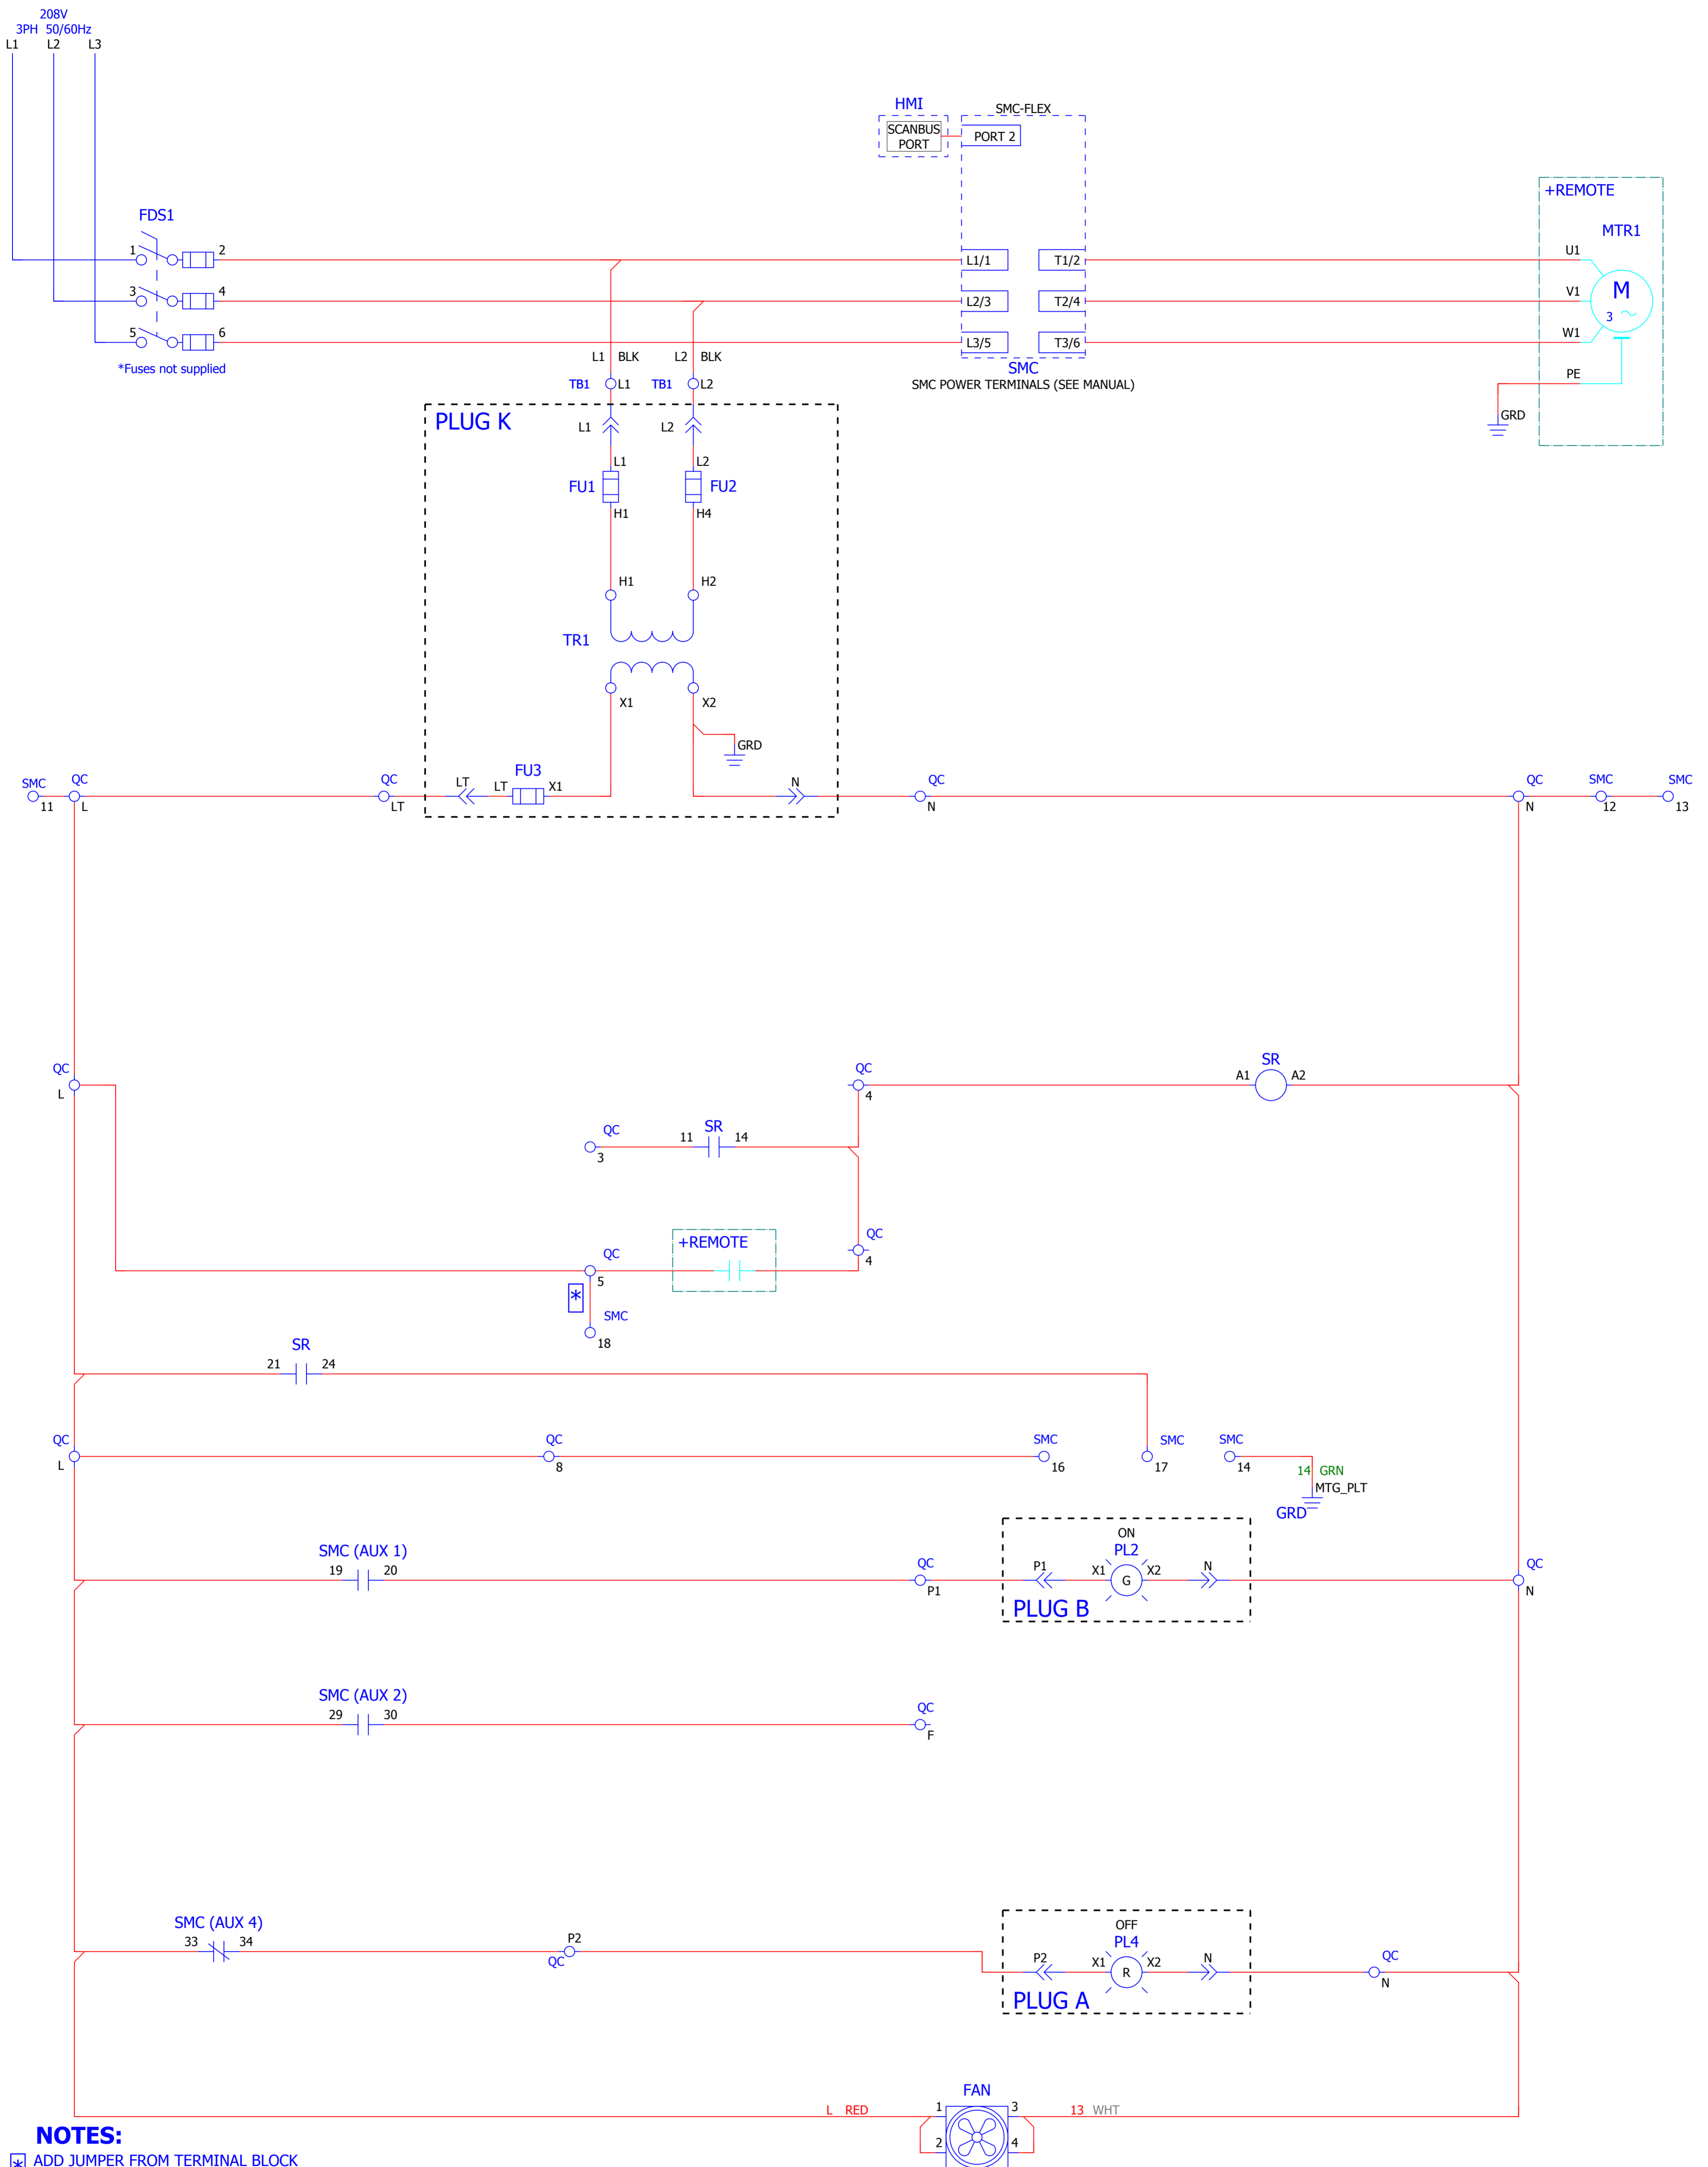 208V
3PH 50/60Hz
L1 L2 L3
HMI
SMC-FLEX
SCANBUS
PORT
PORT 2
+REMOTE
FDS1
MTR1
1 2
L1/1 T1/2
U1
3 4
L2/3 T2/4
V1
M
3
5 6
L3/5 T3/6
W1
*Fuses not supplied
L1 BLK L2 BLK
SMC
SMC POWER TERMINALS (SEE MANUAL)
PE
TB1 L1 TB1 L2
GRD
PLUG K
L1 L2
L1 L2
FU1 FU2
H1 H4
H1 H2
TR1
X1 X2
GRD
SMC QC QC LT LT FU3 X1 N QC QC SMC SMC
11 L LT N N 12 13
QC QC SR
L 4 A1 A2
QC SR
3 11 14
QC
4
+REMOTE
QC
5
*
SMC
18
SR
21 24
QC QC SMC SMC SMC
L 8 16 17 14
14 GRN
MTG_PLT
GRD
SMC (AUX 1)
19 20
QC
P1
ON
PL2
P1 X1 G X2 N
PLUG B
QC
N
SMC (AUX 2)
29 30
QC
F
SMC (AUX 4)
33 34
P2
QC
OFF
PL4
P2 X1 R X2 N
PLUG A
QC
N
FAN
L RED 1 3 13 WHT
2 4
NOTES:
* ADD JUMPER FROM TERMINAL BLOCK